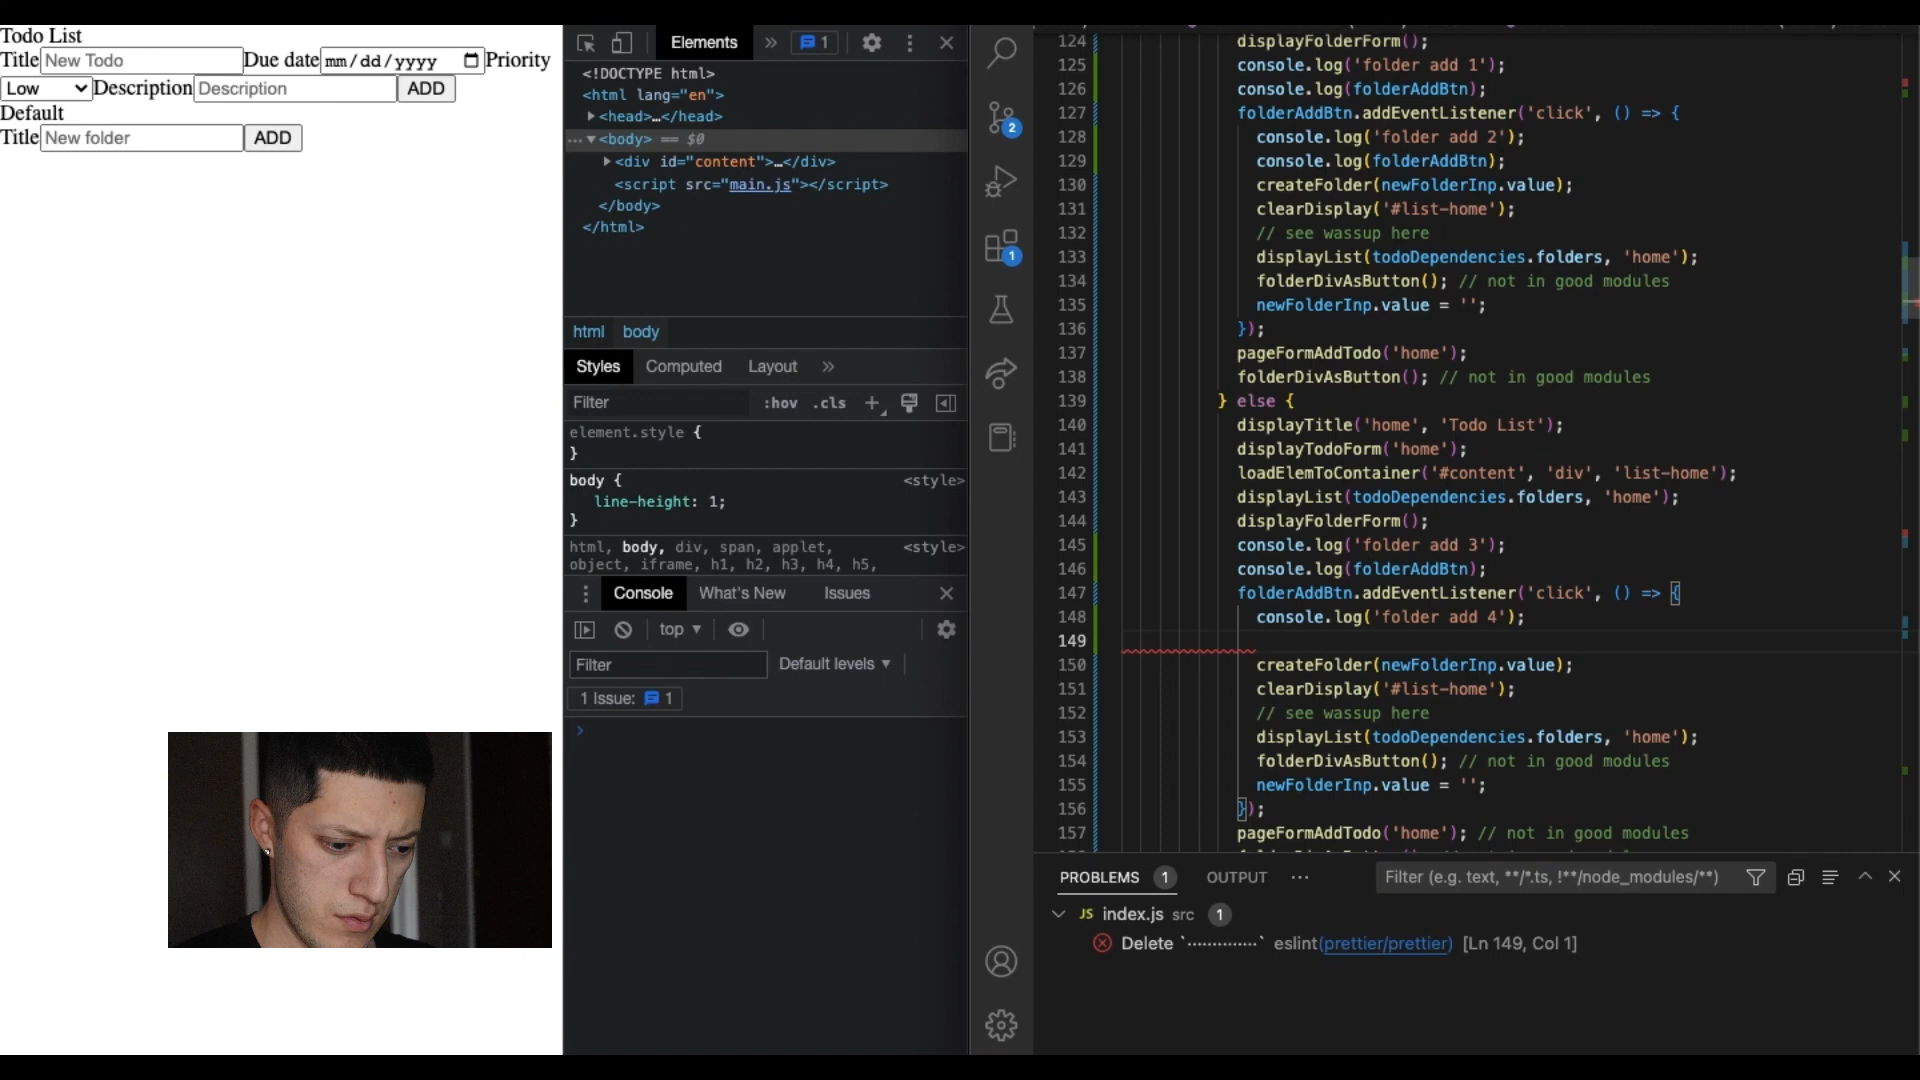 Todo List
Title New Todo Due date mm/dd/yyyy Priority
Low Description Description ADD
Default
Title New folder ADD
Elements » 1
<!DOCTYPE html>
<html lang="en">
<head>…</head>
<body> == $0
<div id="content">…</div>
<script src="main.js"></script>
</body>
</html>
html body
Styles Computed Layout »
Filter :hov .cls +
element.style {
}
body { <style>
line-height: 1;
}
html, body, div, span, applet, <style>
object, iframe, h1, h2, h3, h4, h5,
Console What's New Issues
top ▼
Filter Default levels ▼
1 Issue: 1
>
2
1
124 displayFolderForm();
125 console.log('folder add 1');
126 console.log(folderAddBtn);
127 folderAddBtn.addEventListener('click', () => {
128 console.log('folder add 2');
129 console.log(folderAddBtn);
130 createFolder(newFolderInp.value);
131 clearDisplay('#list-home');
132 // see wassup here
133 displayList(todoDependencies.folders, 'home');
134 folderDivAsButton(); // not in good modules
135 newFolderInp.value = '';
136 });
137 pageFormAddTodo('home');
138 folderDivAsButton(); // not in good modules
139 } else {
140 displayTitle('home', 'Todo List');
141 displayTodoForm('home');
142 loadElemToContainer('#content', 'div', 'list-home');
143 displayList(todoDependencies.folders, 'home');
144 displayFolderForm();
145 console.log('folder add 3');
146 console.log(folderAddBtn);
147 folderAddBtn.addEventListener('click', () => {
148 console.log('folder add 4');
149
150 createFolder(newFolderInp.value);
151 clearDisplay('#list-home');
152 // see wassup here
153 displayList(todoDependencies.folders, 'home');
154 folderDivAsButton(); // not in good modules
155 newFolderInp.value = '';
156 });
157 pageFormAddTodo('home'); // not in good modules
PROBLEMS 1 OUTPUT ··· Filter (e.g. text, **/*.ts, !**/node_modules/**)
JS index.js src 1
Delete `··············` eslint(prettier/prettier) [Ln 149, Col 1]